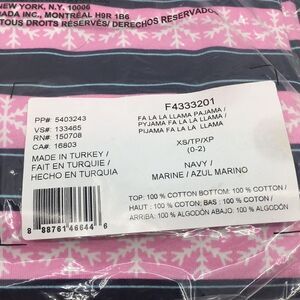 NEW YORK, N.Y. 10006
ADA INC., MONTRÉAL H9R 1B6
TOUS DROITS RÉSERVÉS/ DERECHOS RESERVADO
F4333201
PP#: 5403243
VS#: 133465
RN#: 150708
CA#: 16803
FA LA LA LLAMA PAJAMA /
PYJAMA FA LA LA LLAMA /
PIJAMA FA LA LA LLAMA
XS/TP/XP
(0-2)
MADE IN TURKEY /
FAIT EN TURQUIE /
HECHO EN TURQUIA
NAVY /
MARINE / AZUL MARINO
TOP: 100 % COTTON BOTTOM: 100 % COTTON /
HAUT : 100 % COTON, BAS : 100 % COTON /
ARRIBA: 100 % ALGODÓN ABAJO: 100 % ALGODÓN
8 88761 46644 6